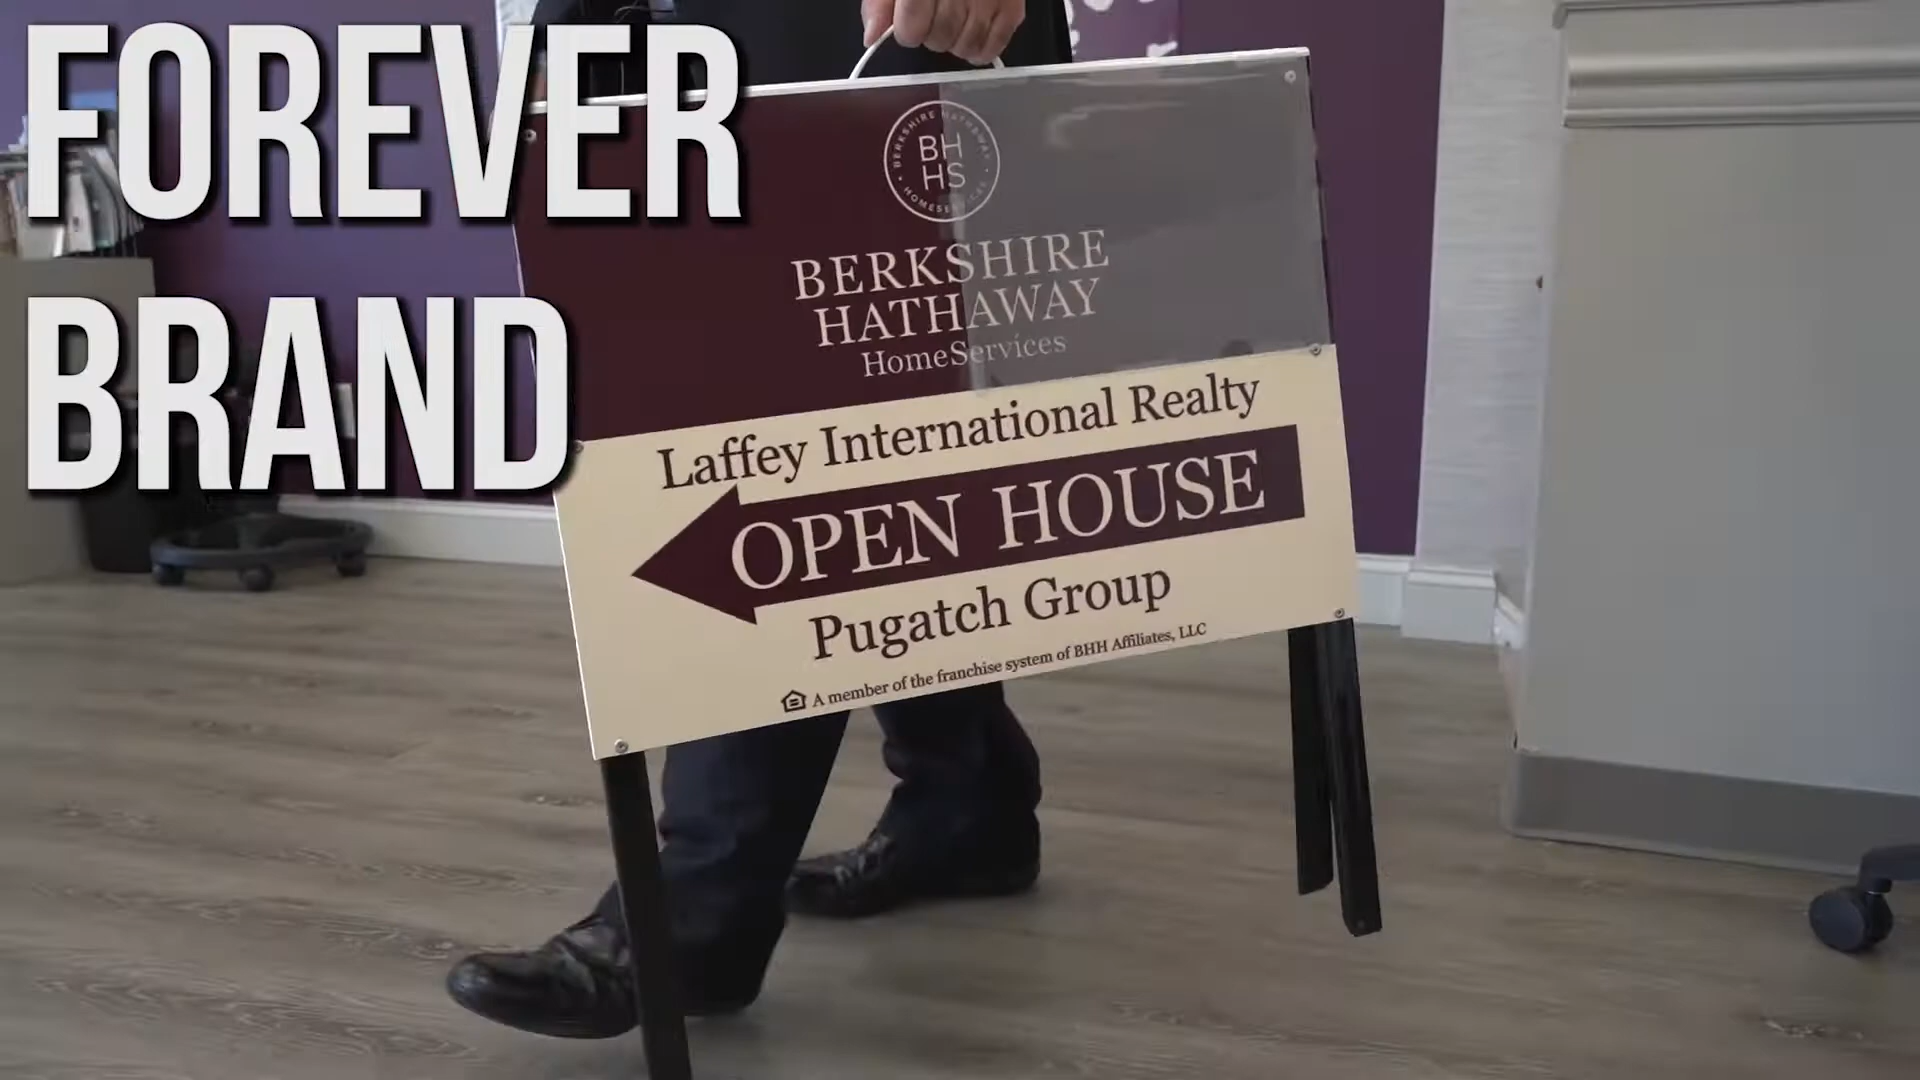 FOREVER
BRAND
BERKSHIRE HATHAWAY
HOMESERVICES
BH
HS
BERKSHIRE
HATHAWAY
HomeServices
Laffey International Realty
OPEN HOUSE
Pugatch Group
A member of the franchise system of BHH Affiliates, LLC